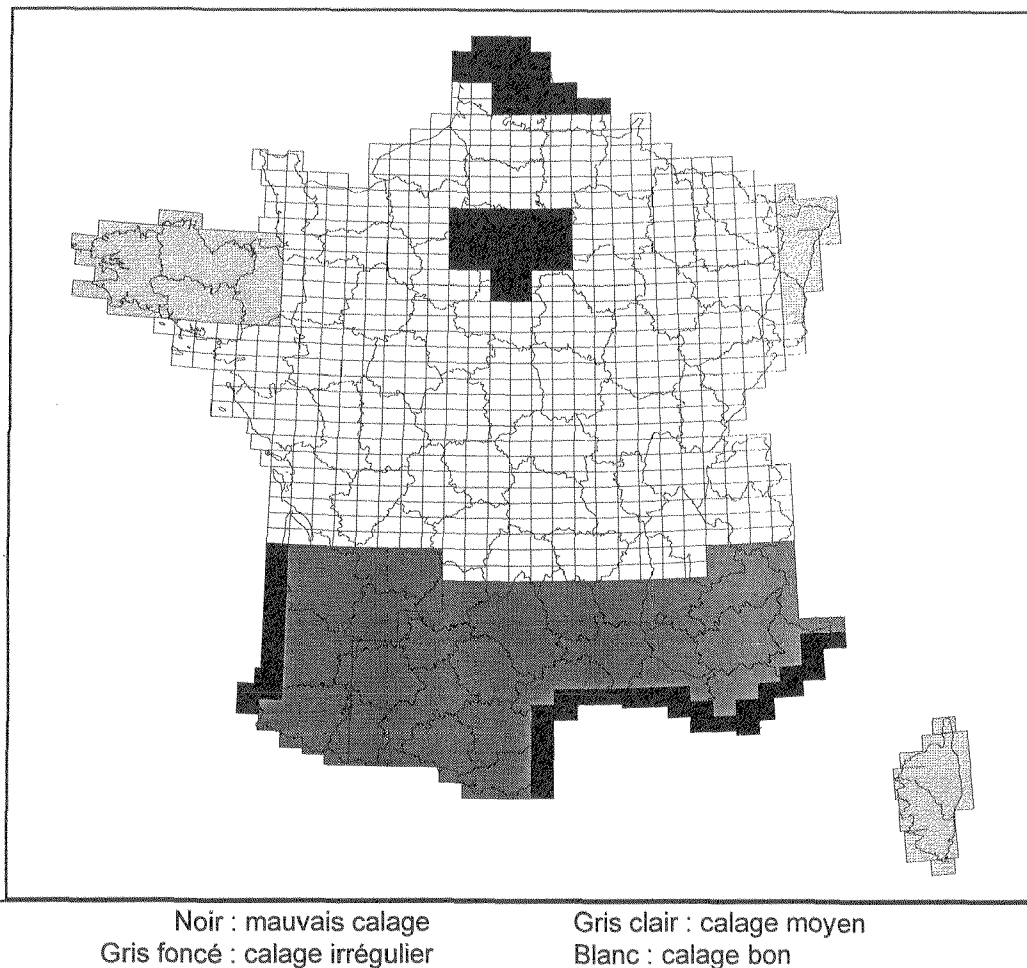 Noir : mauvais calage
Gris clair : calage moyen
Gris foncé : calage irrégulier
Blanc : calage bon